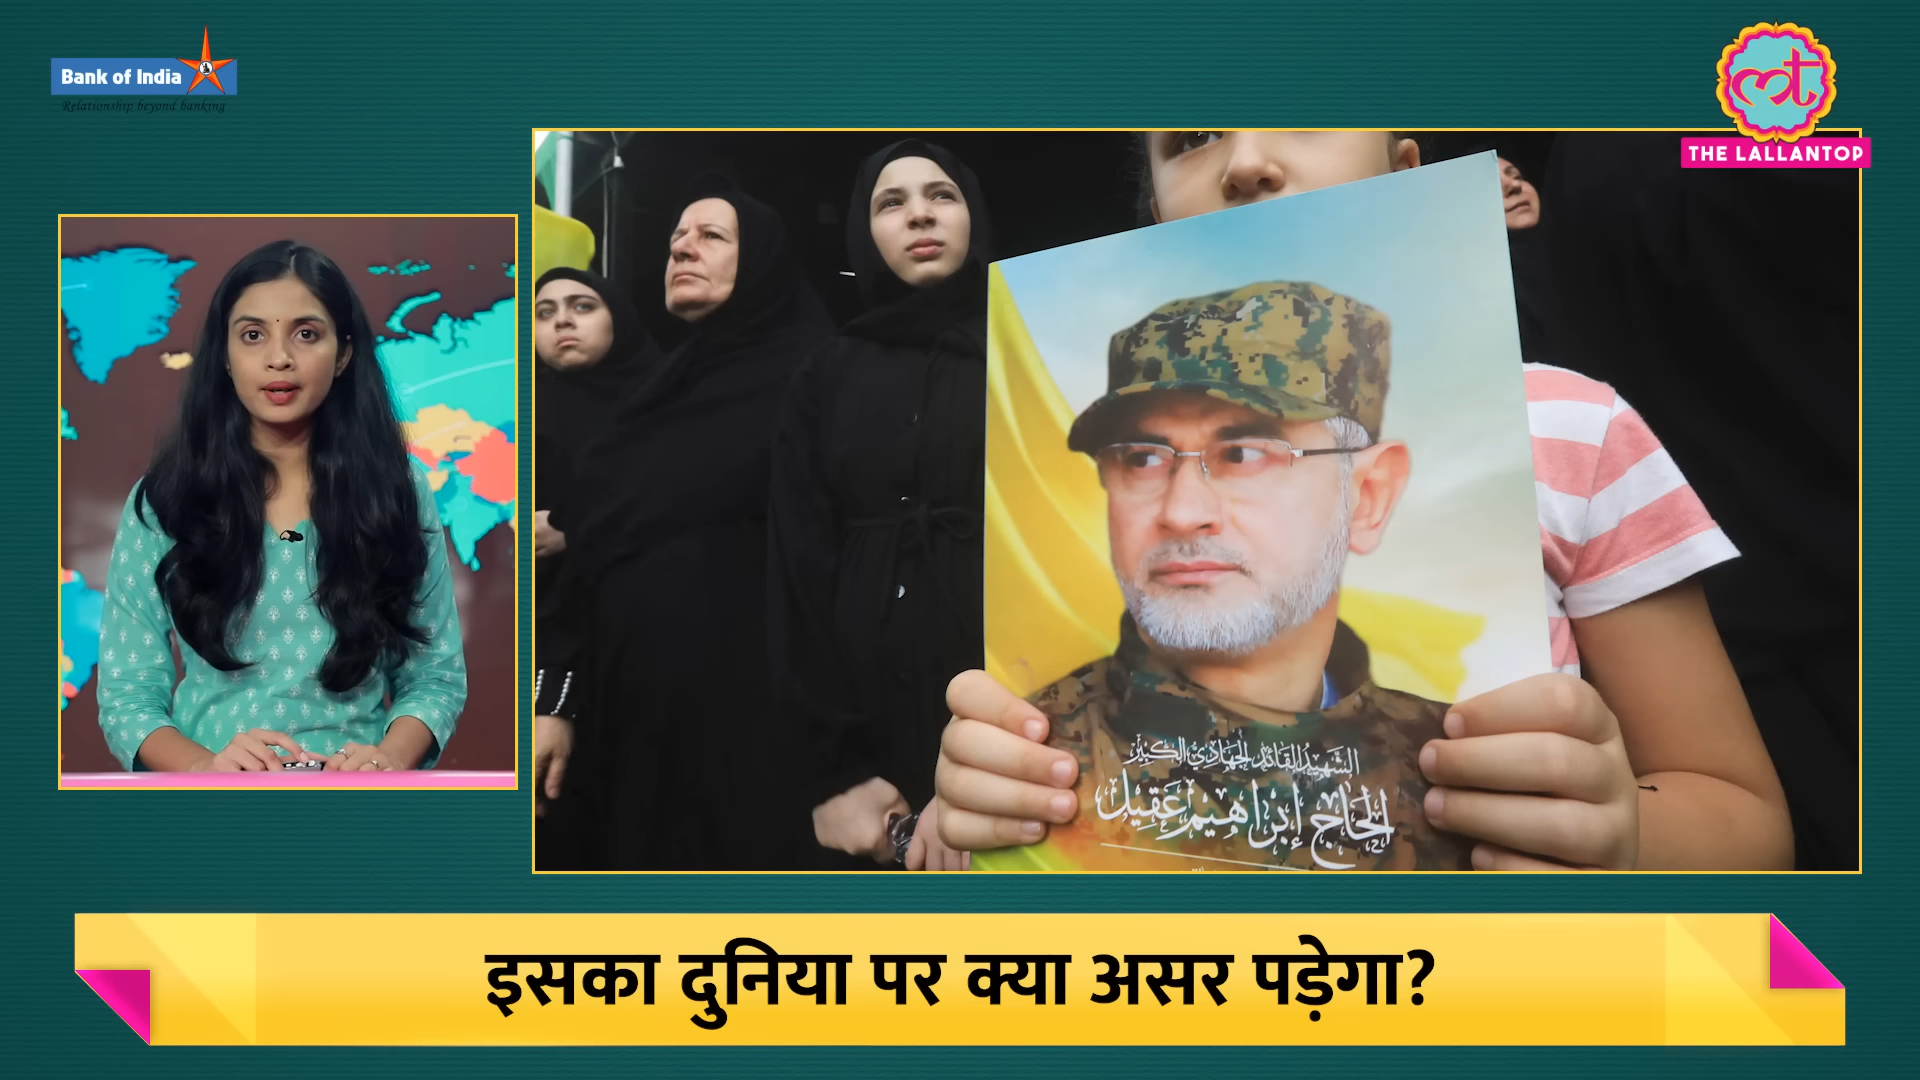 Bank of India
Relationship beyond banking
THE LALLANTOP
الشهيد القائد الجهادي الكبير
الحاج إبراهيم عقيل
इसका दुनिया पर क्या असर पड़ेगा?